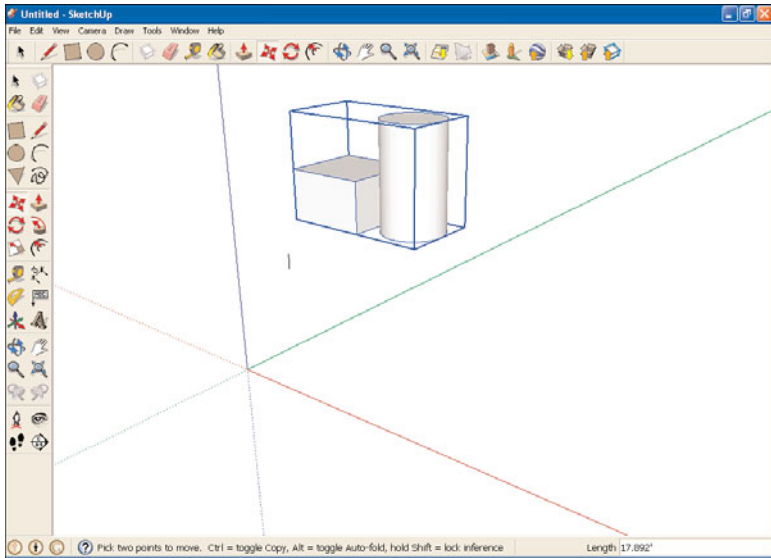 Untitled - SketchUp
File Edit View Camera Draw Tools Window Help
ABC
Pick two points to move. Ctrl = toggle Copy, Alt = toggle Auto-fold, hold Shift = lock inference Length 17.892'